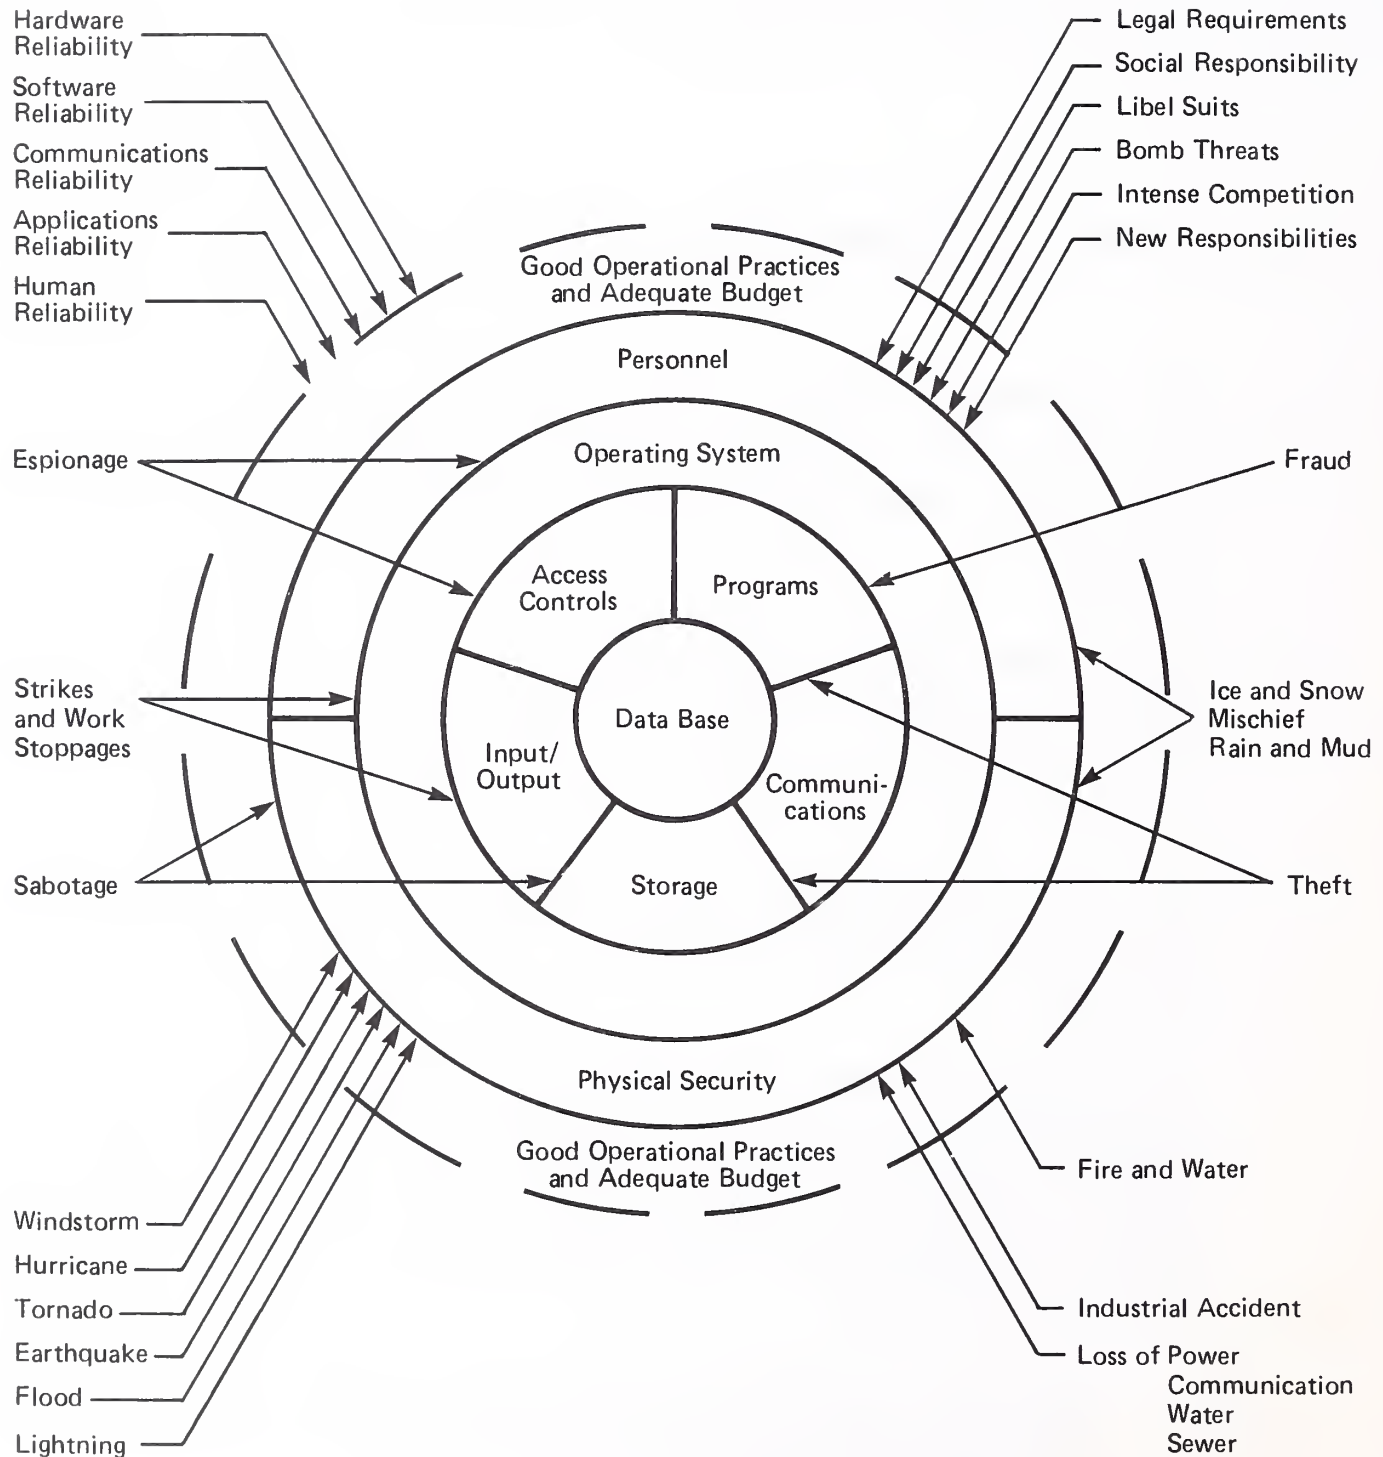 Hardware
Reliability
Software
Reliability
Communications
Reliability
Applications
Reliability
Human
Reliability
Legal Requirements
Social Responsibility
Libel Suits
Bomb Threats
Intense Competition
New Responsibilities
Good Operational Practices
and Adequate Budget
Personnel
Operating System
Espionage
Fraud
Access
Controls
Programs
Strikes
and Work
Stoppages
Data Base
Ice and Snow
Mischief
Rain and Mud
Input/
Output
Communi-
cations
Sabotage
Storage
Theft
Physical Security
Good Operational Practices
and Adequate Budget
Fire and Water
Windstorm
Hurricane
Tornado
Earthquake
Flood
Lightning
Industrial Accident
Loss of Power
Communication
Water
Sewer